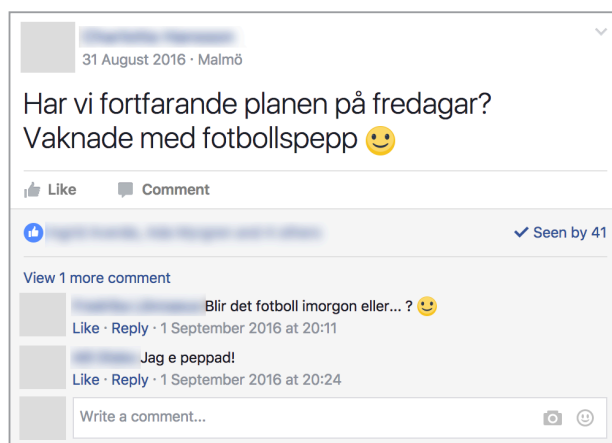 31 August 2016 · Malmö
Har vi fortfarande planen på fredagar?
Vaknade med fotbollspepp 🙂
Like Comment
Seen by 41
View 1 more comment
Blir det fotboll imorgon eller... ? 🙂
Like · Reply · 1 September 2016 at 20:11
Jag e peppad!
Like · Reply · 1 September 2016 at 20:24
Write a comment...